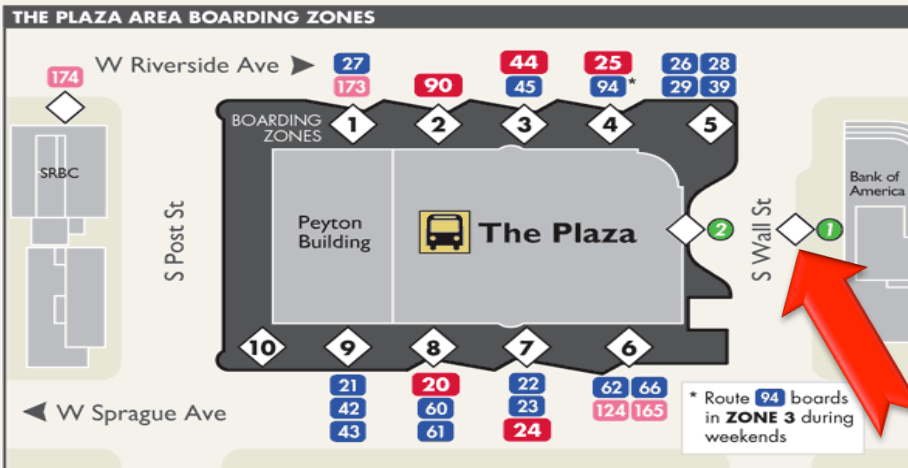 THE PLAZA AREA BOARDING ZONES
W Riverside Ave
174
27
173
90
44
45
25
94 *
26 28
29 39
BOARDING
ZONES
1
2
3
4
5
SRBC
S Post St
Peyton
Building
The Plaza
2
S Wall St
1
Bank of
America
10
9
8
7
6
21
42
43
20
60
61
22
23
24
62 66
124 165
W Sprague Ave
* Route 94 boards
in ZONE 3 during
weekends